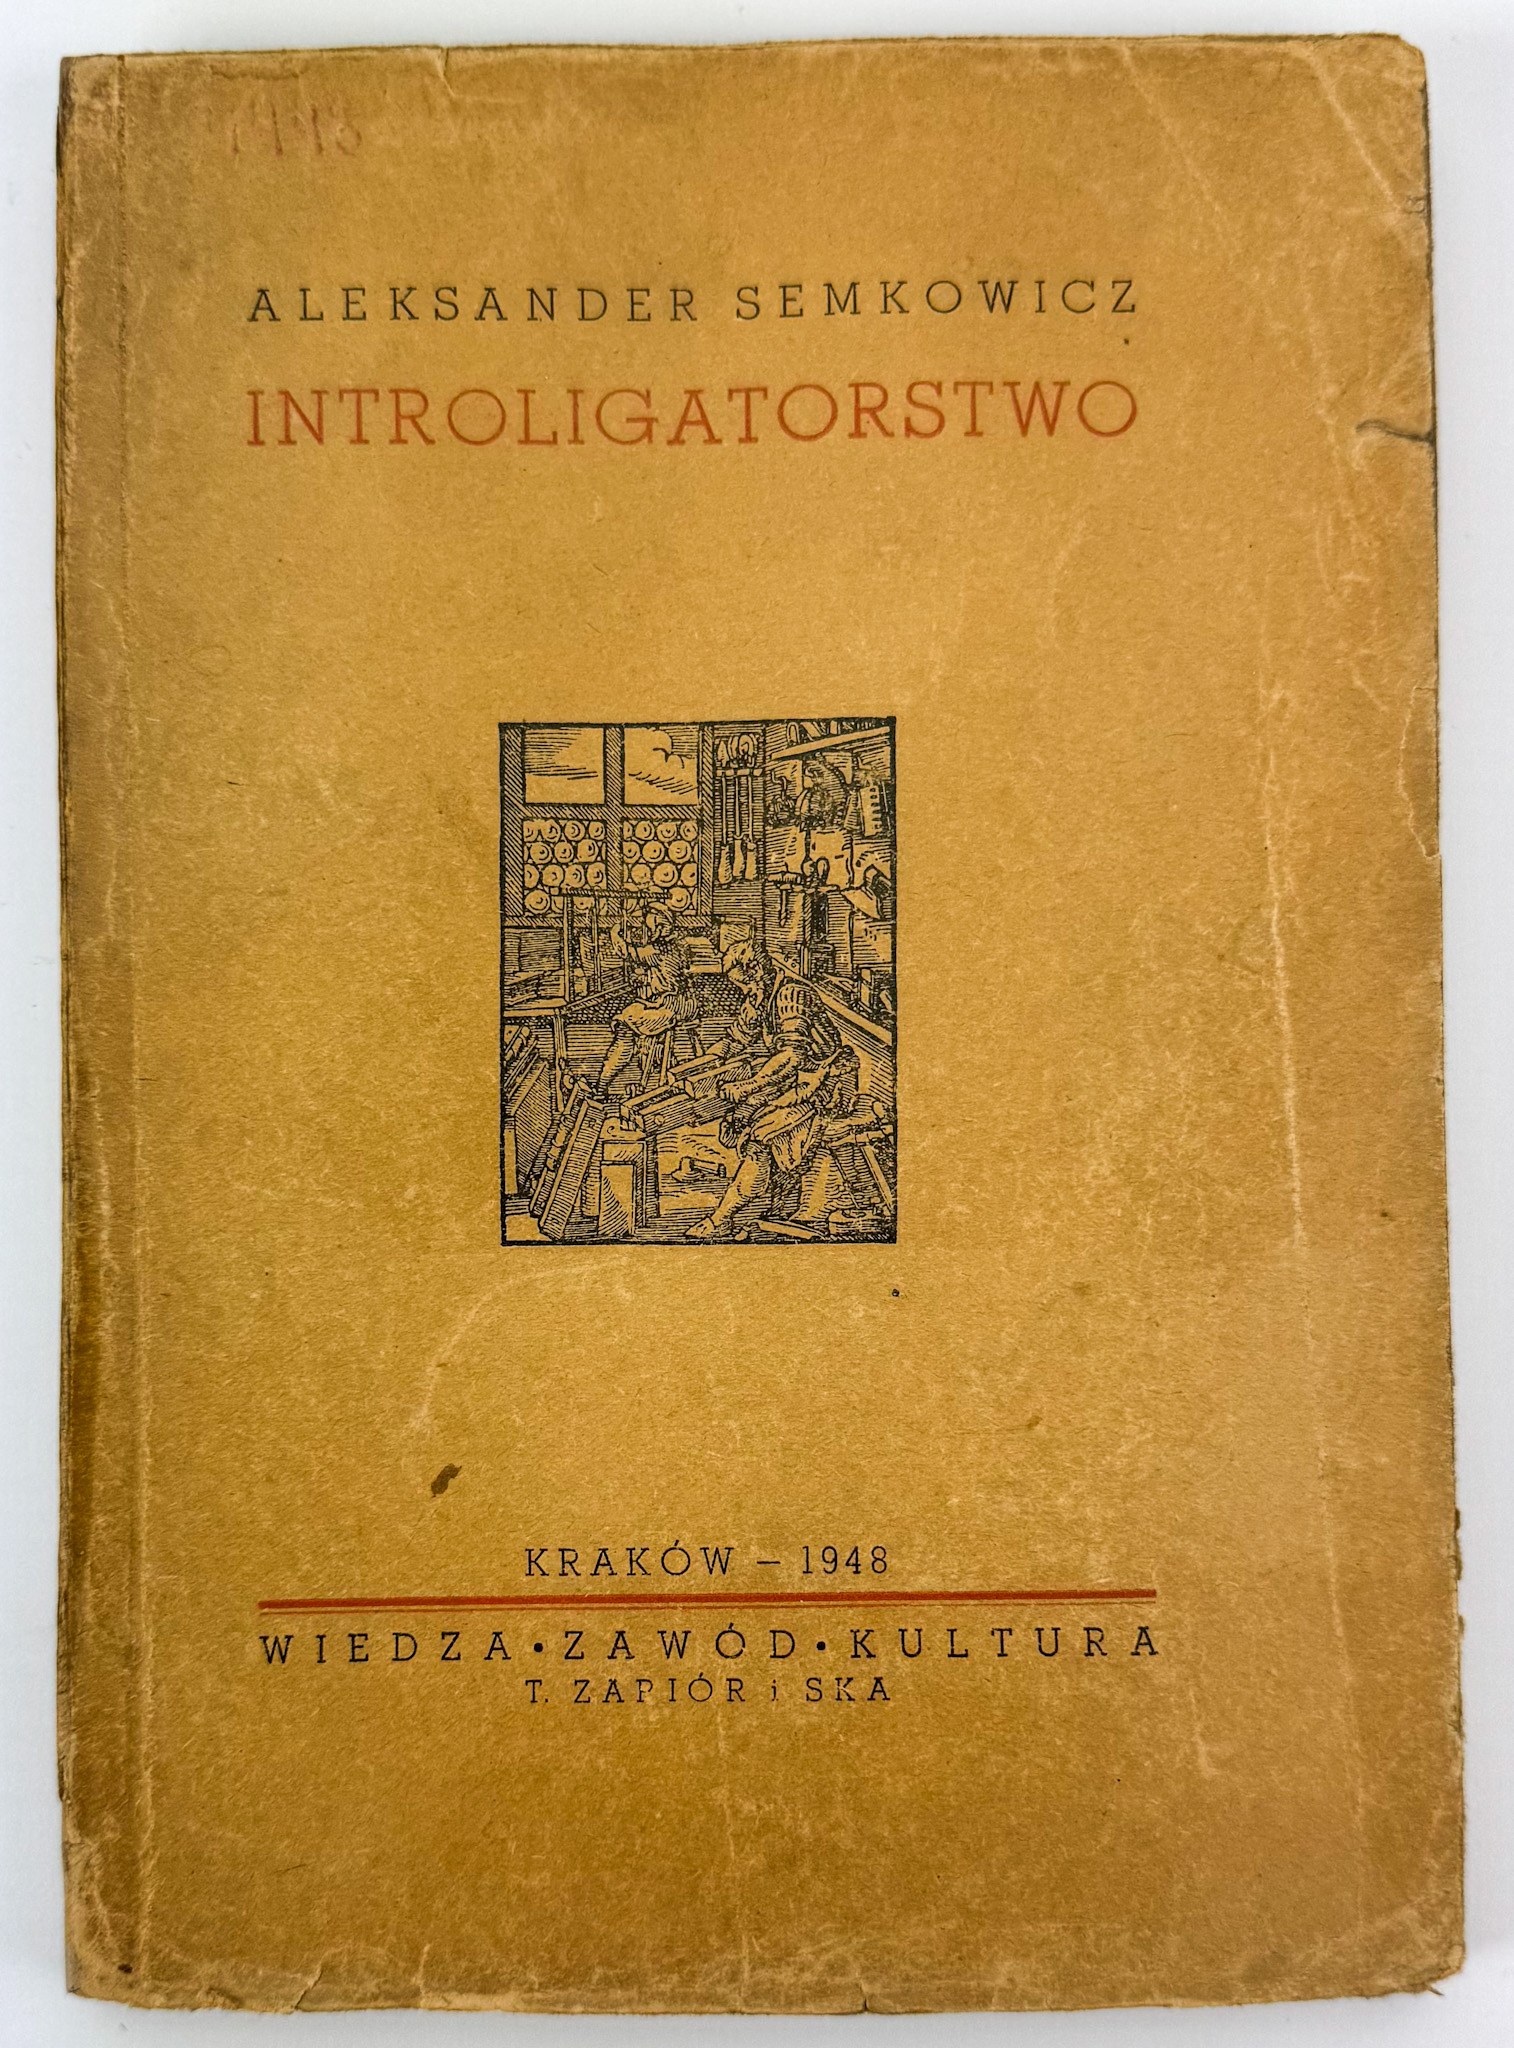 ALEKSANDER SEMKOWICZ
INTROLIGATORSTWO
KRAKÓW – 1948
WIEDZA • ZAWÓD • KULTURA
T. ZAPIÓR i SKA